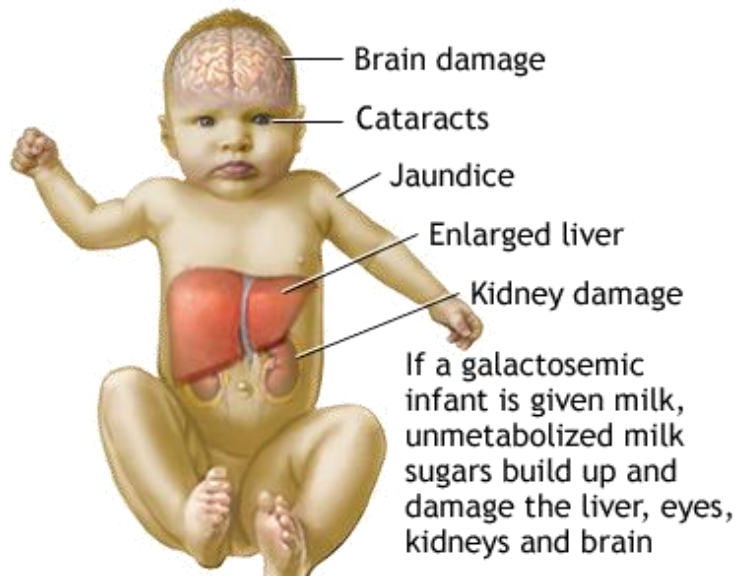 Brain damage
Cataracts
Jaundice
Enlarged liver
Kidney damage
If a galactosemic
infant is given milk,
unmetabolized milk
sugars build up and
damage the liver, eyes,
kidneys and brain